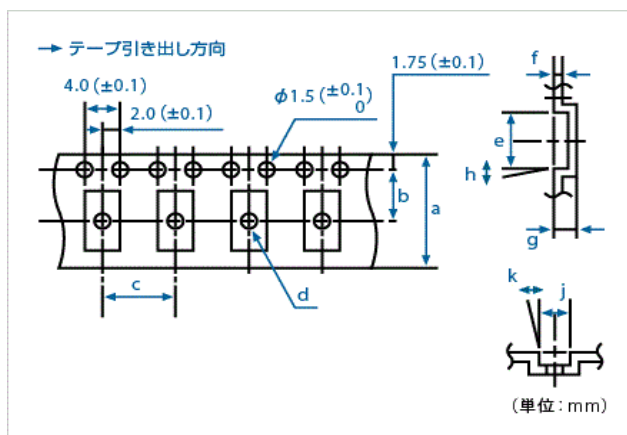 テープ引き出し方向
4.0(±0.1)
2.0(±0.1)
φ1.5(±0.1 0)
1.75(±0.1)
f
e
h
g
b
a
c
d
k
j
(単位:mm)